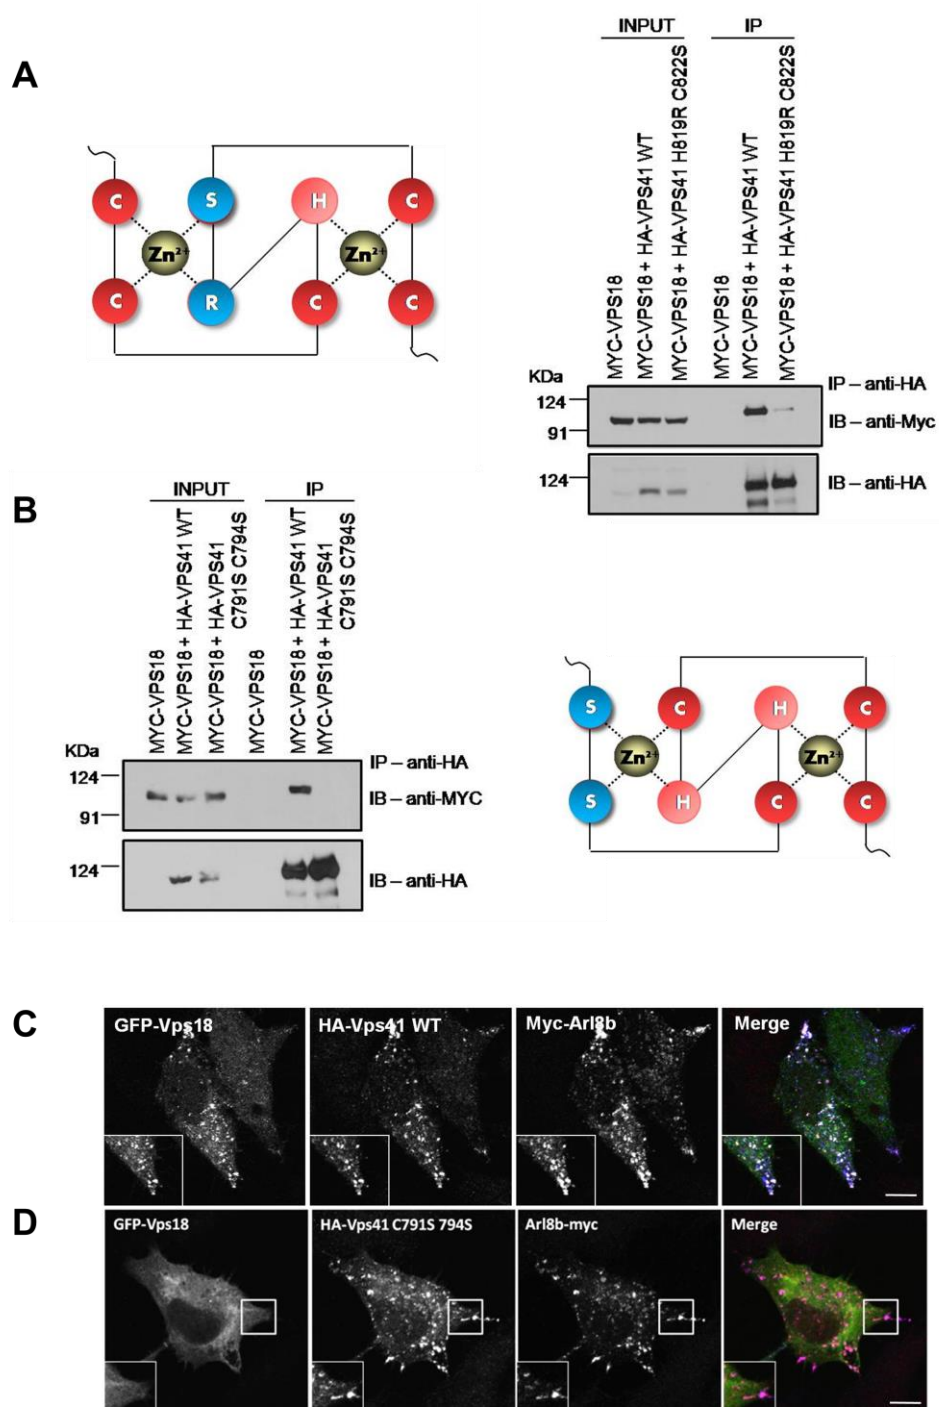 A
C
S
H
C
Zn²⁺
Zn²⁺
C
R
C
C
INPUT
IP
MYC-VPS18
MYC-VPS18 + HA-VPS41 WT
MYC-VPS18 + HA-VPS41 H819R C822S
MYC-VPS18
MYC-VPS18 + HA-VPS41 WT
MYC-VPS18 + HA-VPS41 H819R C822S
KDa
124
91
IP – anti-HA
IB – anti-Myc
124
IB – anti-HA
B
INPUT
IP
MYC-VPS18
MYC-VPS18 + HA-VPS41 WT
MYC-VPS18 + HA-VPS41
C791S C794S
MYC-VPS18
MYC-VPS18 + HA-VPS41 WT
MYC-VPS18 + HA-VPS41
C791S C794S
KDa
124
91
IP – anti-HA
IB – anti-MYC
124
IB – anti-HA
S
C
H
C
Zn²⁺
Zn²⁺
S
H
C
C
C
GFP-Vps18
HA-Vps41 WT
Myc-Arl8b
Merge
D
GFP-Vps18
HA-Vps41 C791S 794S
Arl8b-myc
Merge